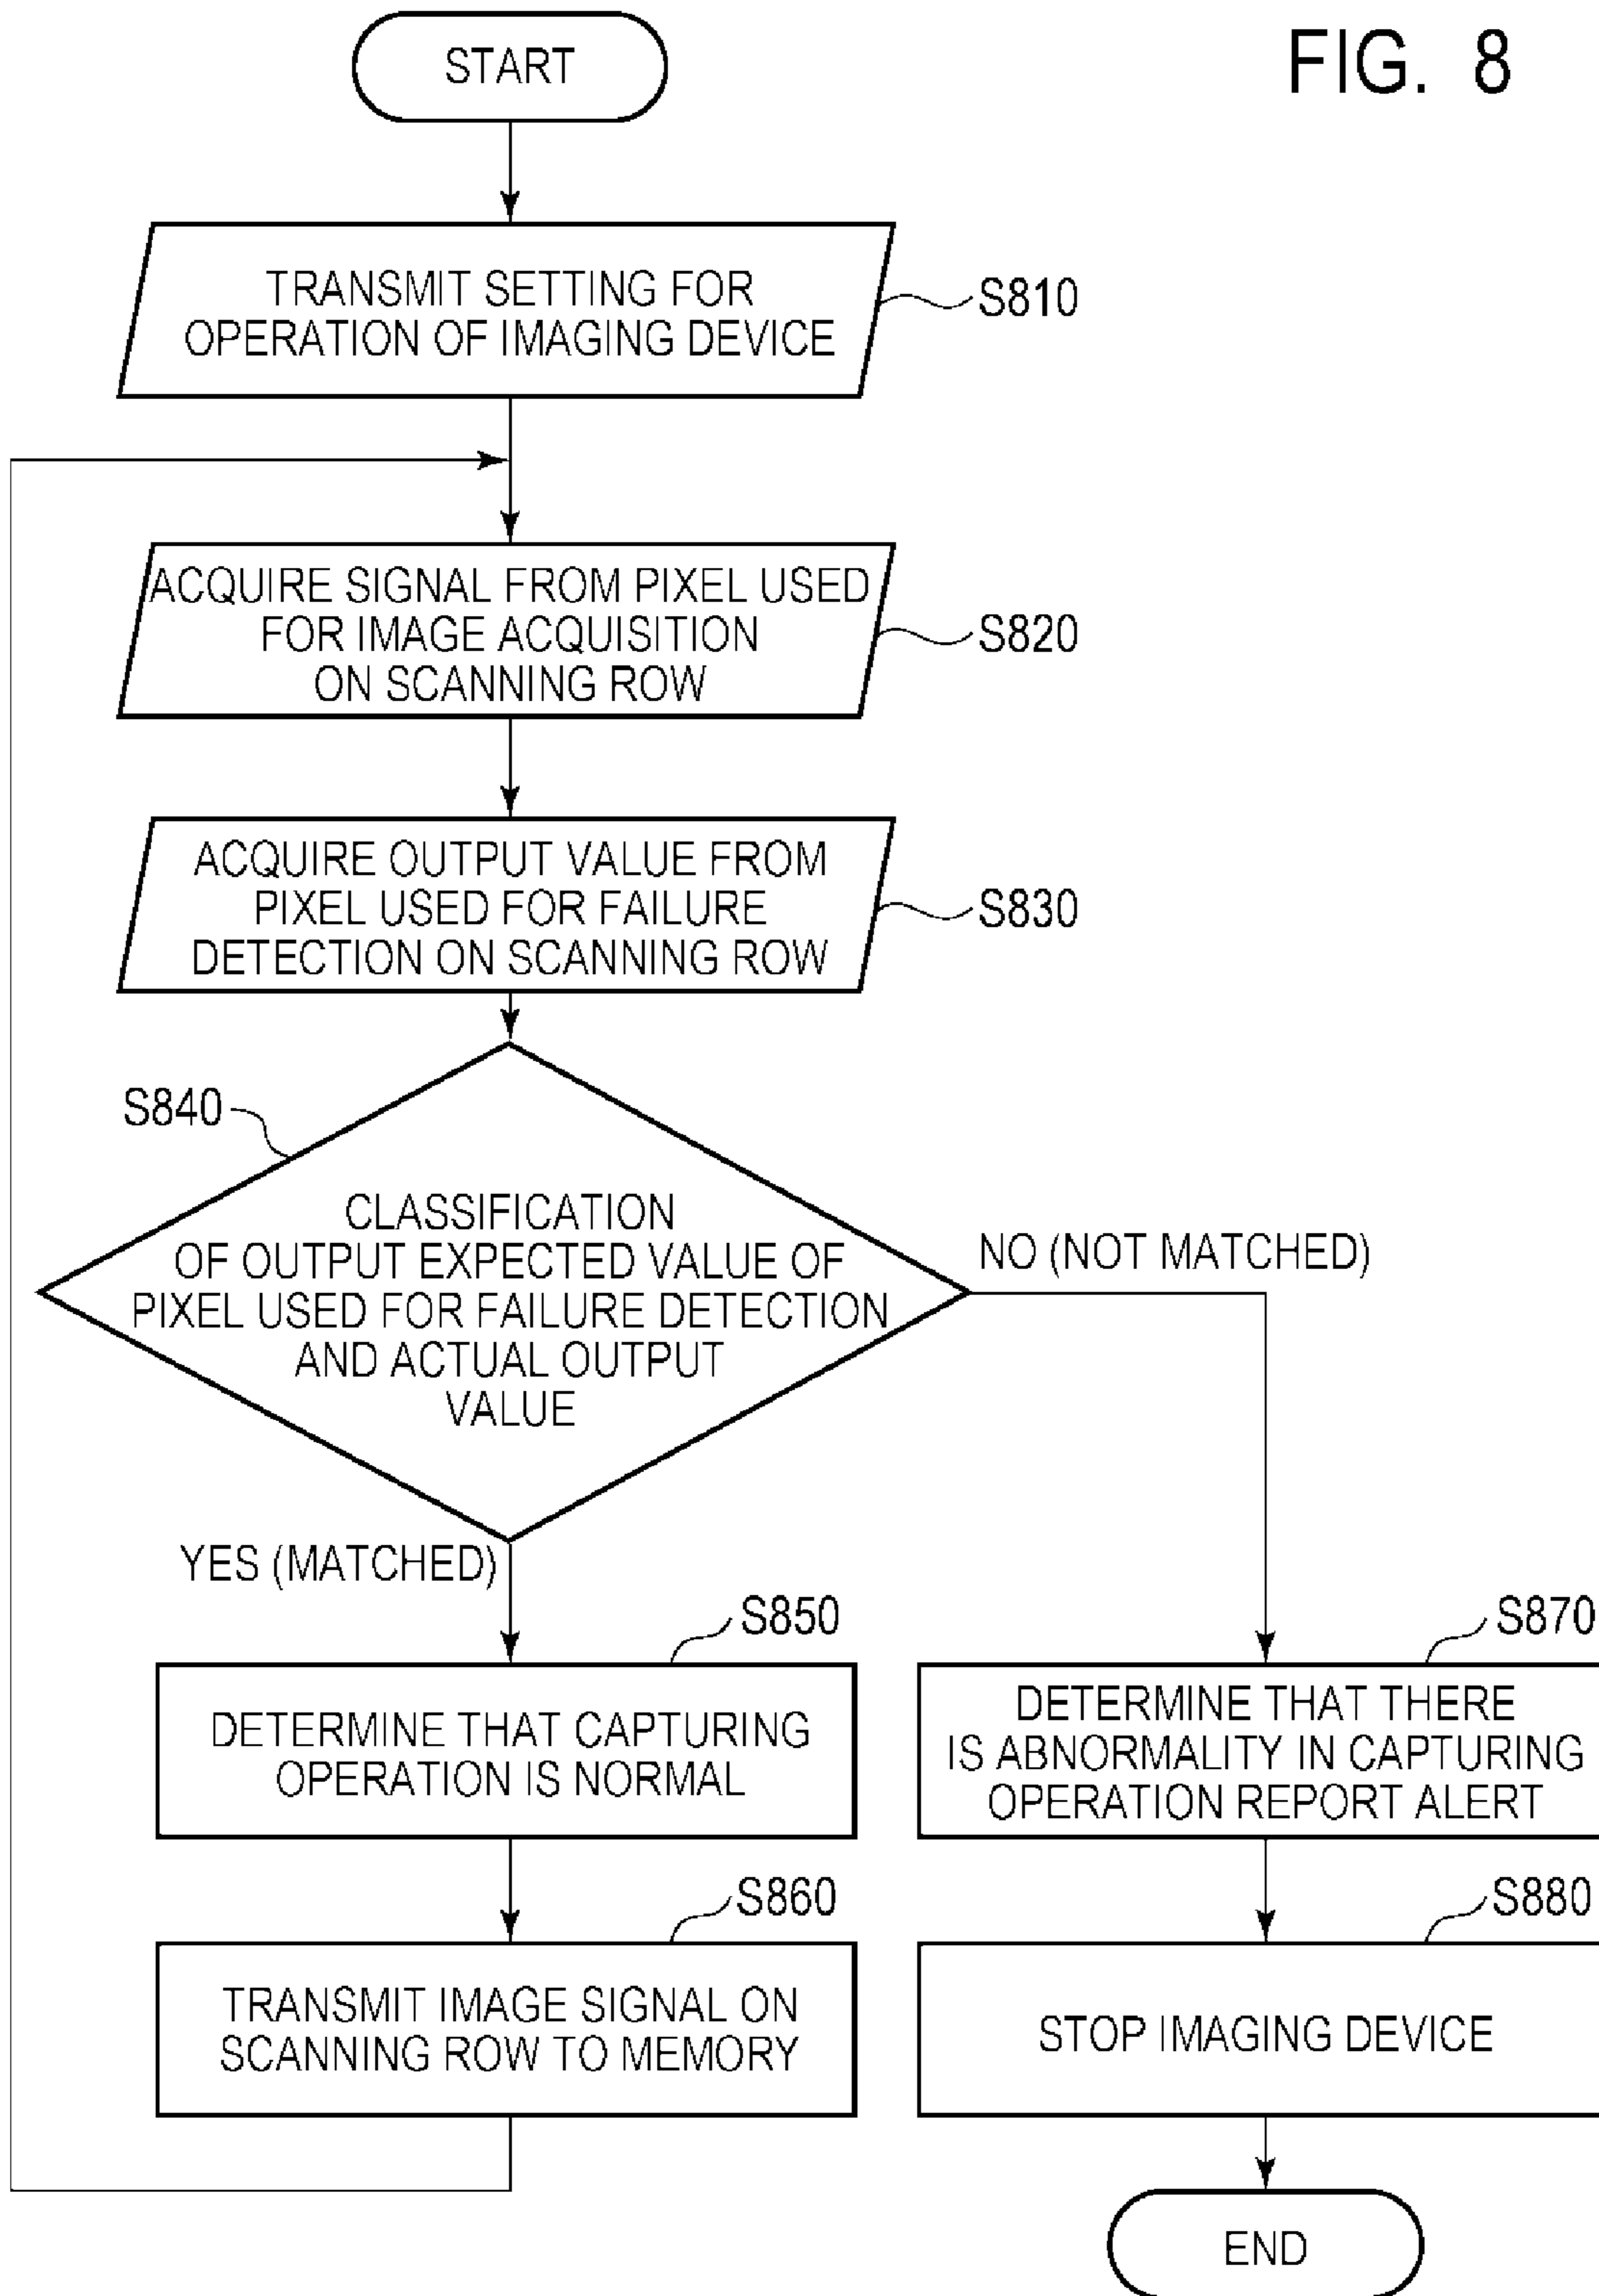 FIG. 8
START
TRANSMIT SETTING FOR
OPERATION OF IMAGING DEVICE
S810
ACQUIRE SIGNAL FROM PIXEL USED
FOR IMAGE ACQUISITION
ON SCANNING ROW
S820
ACQUIRE OUTPUT VALUE FROM
PIXEL USED FOR FAILURE
DETECTION ON SCANNING ROW
S830
S840
CLASSIFICATION
OF OUTPUT EXPECTED VALUE OF
PIXEL USED FOR FAILURE DETECTION
AND ACTUAL OUTPUT
VALUE
NO (NOT MATCHED)
YES (MATCHED)
S850
DETERMINE THAT CAPTURING
OPERATION IS NORMAL
S860
TRANSMIT IMAGE SIGNAL ON
SCANNING ROW TO MEMORY
S870
DETERMINE THAT THERE
IS ABNORMALITY IN CAPTURING
OPERATION REPORT ALERT
S880
STOP IMAGING DEVICE
END